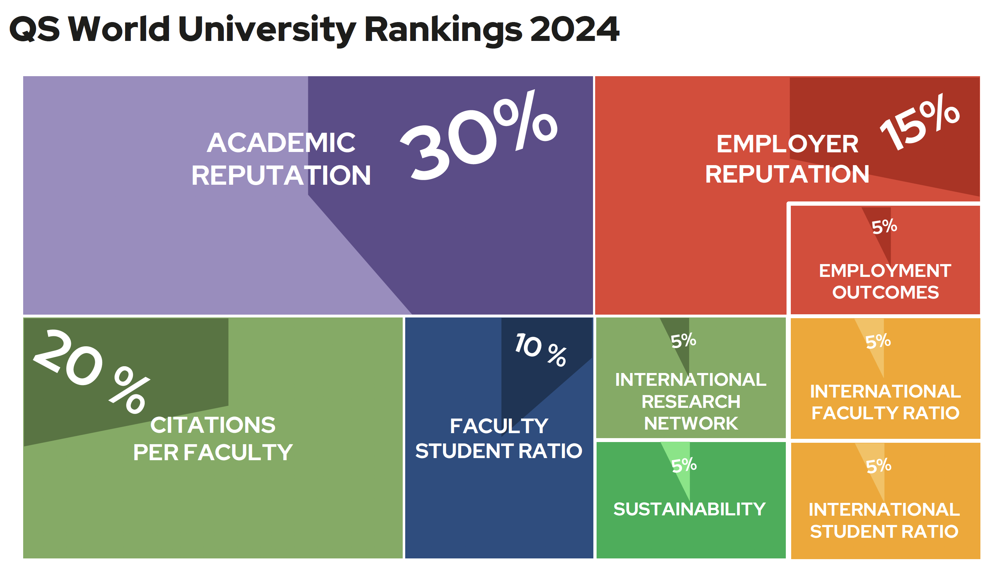 QS World University Rankings 2024
ACADEMIC
REPUTATION
30%
EMPLOYER
REPUTATION
15%
5%
EMPLOYMENT
OUTCOMES
20 %
CITATIONS
PER FACULTY
10 %
FACULTY
STUDENT RATIO
5%
INTERNATIONAL
RESEARCH
NETWORK
5%
INTERNATIONAL
FACULTY RATIO
5%
SUSTAINABILITY
5%
INTERNATIONAL
STUDENT RATIO